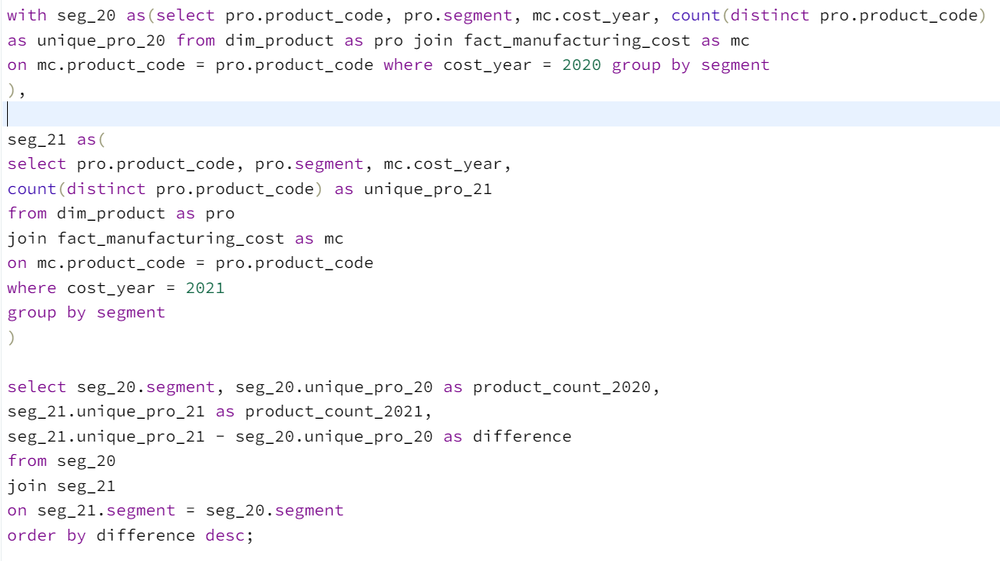 with seg_20 as(select pro.product_code, pro.segment, mc.cost_year, count(distinct pro.product_code)
as unique_pro_20 from dim_product as pro join fact_manufacturing_cost as mc
on mc.product_code = pro.product_code where cost_year = 2020 group by segment
),
seg_21 as(
select pro.product_code, pro.segment, mc.cost_year,
count(distinct pro.product_code) as unique_pro_21
from dim_product as pro
join fact_manufacturing_cost as mc
on mc.product_code = pro.product_code
where cost_year = 2021
group by segment
)
select seg_20.segment, seg_20.unique_pro_20 as product_count_2020,
seg_21.unique_pro_21 as product_count_2021,
seg_21.unique_pro_21 - seg_20.unique_pro_20 as difference
from seg_20
join seg_21
on seg_21.segment = seg_20.segment
order by difference desc;